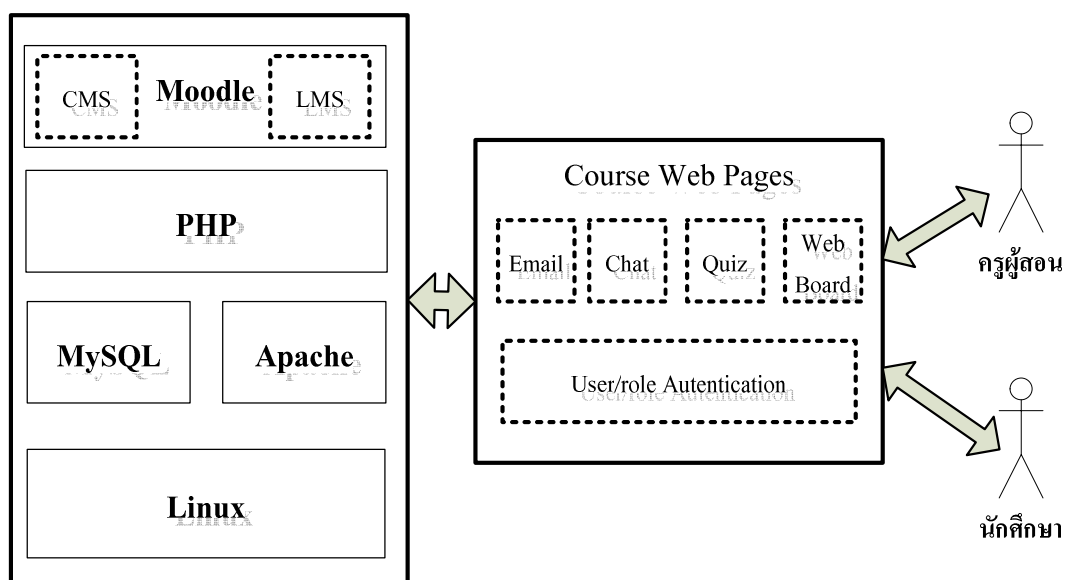 CMS
Moodle
LMS
PHP
MySQL
Apache
Linux
Course Web Pages
Email
Chat
Quiz
Web
Board
User/role Autentication
ครูผู้สอน
นักศึกษา